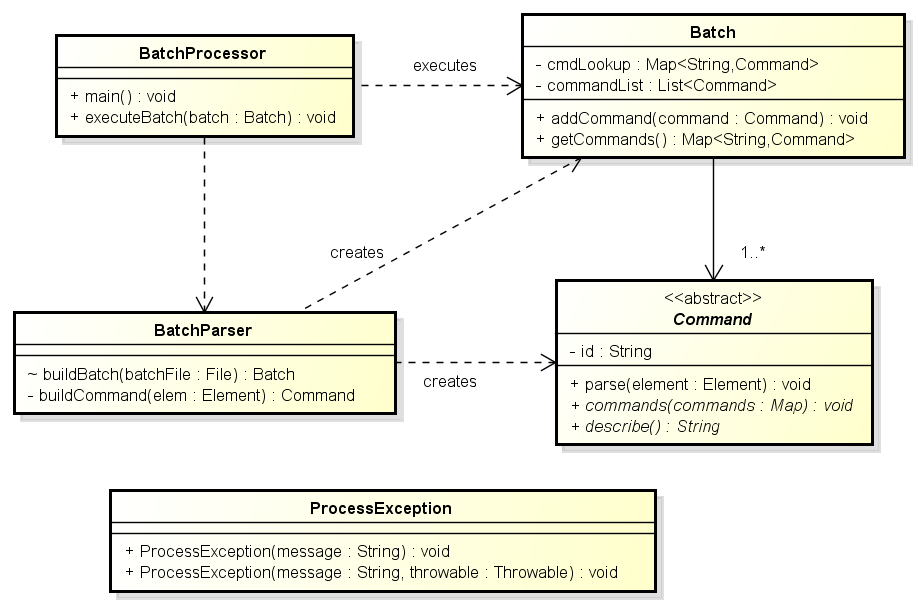 BatchProcessor
+ main() : void
+ executeBatch(batch : Batch) : void
executes
Batch
- cmdLookup : Map<String,Command>
- commandList : List<Command>
+ addCommand(command : Command) : void
+ getCommands() : Map<String,Command>
creates
1..*
BatchParser
~ buildBatch(batchFile : File) : Batch
- buildCommand(elem : Element) : Command
creates
<<abstract>>
Command
- id : String
+ parse(element : Element) : void
+ commands(commands : Map) : void
+ describe() : String
ProcessException
+ ProcessException(message : String) : void
+ ProcessException(message : String, throwable : Throwable) : void